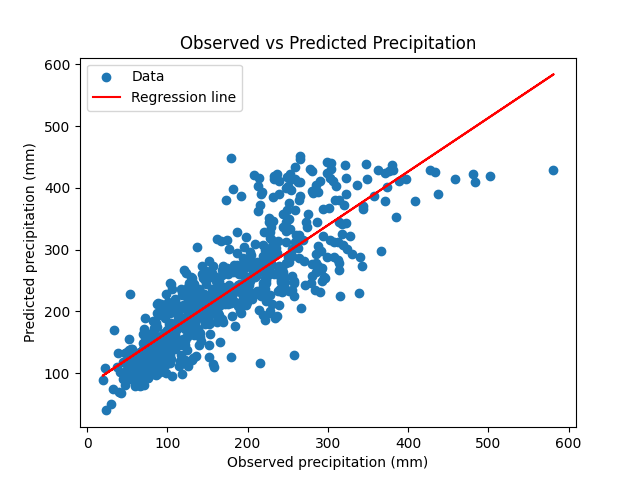 Observed vs Predicted Precipitation
Data
Regression line
Predicted precipitation (mm)
600
500
400
300
200
100
0 100 200 300 400 500 600
Observed precipitation (mm)